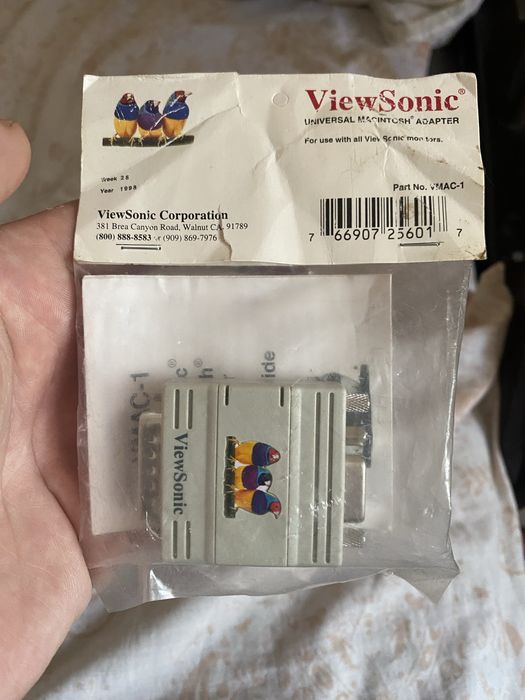 ViewSonic®
UNIVERSAL MACINTOSH® ADAPTER
For use with all ViewSonic monitors.
Week 25
Year 1998
Part No. VMAC-1
ViewSonic Corporation
381 Brea Canyon Road, Walnut CA. 91789
(800) 888-8583 or (909) 869-7976
7 66907 25601 7
VMAC-1
ViewSonic